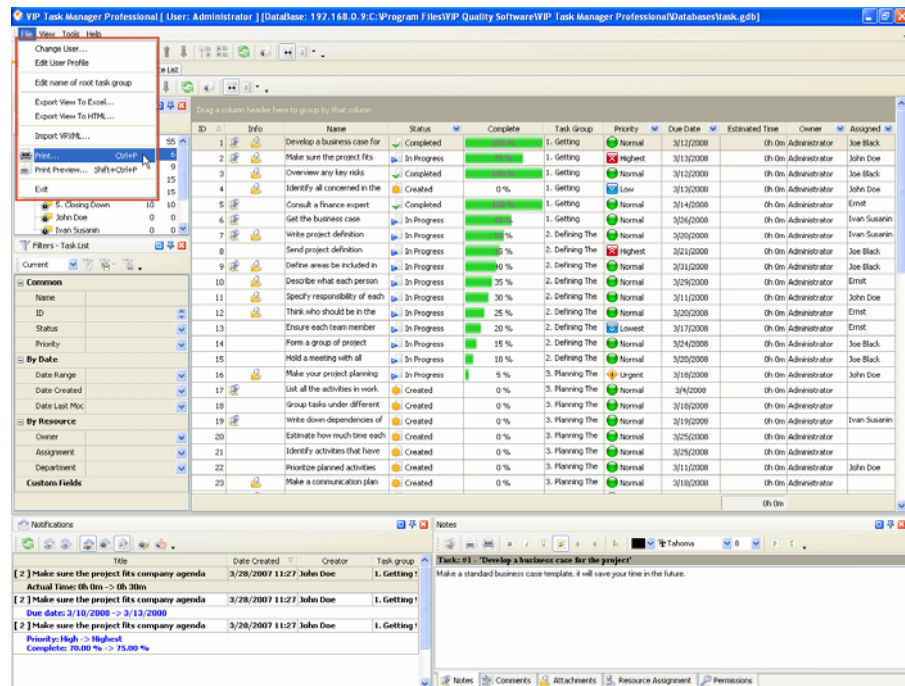 VIP Task Manager Professional [ User: Administrator ] [DataBase: 192.168.0.9:C:\Program Files\VIP Quality Software\VIP Task Manager Professional\Databases\task.gdb]
File View Tools Help
Change User...
Edit User Profile
Edit name of root task group
Export View To Excel...
Export View To HTML...
Import VPXML...
Print... Ctrl+P
Print Preview... Shift+Ctrl+P
Exit
55
6
9
15
15
5. Closing Down 10 10
John Doe 0 0
Ivan Susanin 0 0
Filters - Task List
Current
Common
Name
ID
Status
Priority
By Date
Date Range
Date Created
Date Last Moc
By Resource
Owner
Assignment
Department
Custom Fields
Drag a column header here to group by that column
ID Info Name Status Complete Task Group Priority Due Date Estimated Time Owner Assigned
1 Develop a business case for Completed 100 % 1. Getting Normal 3/12/2008 0h 0m Administrator Joe Black
2 Make sure the project fits In Progress 1. Getting Highest 3/13/2008 0h 0m Administrator John Doe
3 Overview any key risks Completed 100 % 1. Getting Normal 3/12/2008 0h 0m Administrator Joe Black
4 Identify all concerned in the Created 0 % 1. Getting Low 3/13/2008 0h 0m Administrator John Doe
5 Consult a finance expert Completed 100 % 1. Getting Normal 3/14/2008 0h 0m Administrator Ernst
6 Get the business case In Progress 1. Getting Normal 3/26/2008 0h 0m Administrator Ivan Susanin
7 Write project definition In Progress 2. Defining The Normal 3/20/2008 0h 0m Administrator Ivan Susanin
8 Send project definition In Progress 2. Defining The Highest 3/21/2008 0h 0m Administrator Joe Black
9 Define areas be included in In Progress 2. Defining The Normal 3/31/2008 0h 0m Administrator Joe Black
10 Describe what each person In Progress 35 % 2. Defining The Normal 3/29/2008 0h 0m Administrator Ernst
11 Specify responsibility of each In Progress 30 % 2. Defining The Normal 3/11/2008 0h 0m Administrator John Doe
12 Think who should be in the In Progress 25 % 2. Defining The Normal 3/20/2008 0h 0m Administrator Ernst
13 Ensure each team member In Progress 20 % 2. Defining The Lowest 3/17/2008 0h 0m Administrator Ernst
14 Form a group of project In Progress 15 % 2. Defining The Normal 3/24/2008 0h 0m Administrator Joe Black
15 Hold a meeting with all In Progress 10 % 2. Defining The Normal 3/20/2008 0h 0m Administrator Joe Black
16 Make your project planning In Progress 5 % 3. Planning The Urgent 3/18/2008 0h 0m Administrator John Doe
17 List all the activities in work Created 0 % 3. Planning The Normal 3/4/2008 0h 0m Administrator
18 Group tasks under different Created 0 % 3. Planning The Normal 3/18/2008 0h 0m Administrator
19 Write down dependencies of Created 0 % 3. Planning The Normal 3/19/2008 0h 0m Administrator Ivan Susanin
20 Estimate how much time each Created 0 % 3. Planning The Normal 3/25/2008 0h 0m Administrator
21 Identify activities that have Created 0 % 3. Planning The Normal 3/25/2008 0h 0m Administrator
22 Prioritize planned activities Created 0 % 3. Planning The Normal 3/11/2008 0h 0m Administrator John Doe
23 Make a communication plan Created 0 % 3. Planning The Normal 3/18/2008 0h 0m Administrator
0h 0m
Notifications
Title Date Created Creator Task group
[ 2 ] Make sure the project fits company agenda 3/28/2007 11:27 John Doe 1. Getting
Actual Time: 0h 0m -> 0h 30m
[ 2 ] Make sure the project fits company agenda 3/28/2007 11:27 John Doe 1. Getting
Due date: 3/10/2008 -> 3/13/2008
[ 2 ] Make sure the project fits company agenda 3/28/2007 11:27 John Doe 1. Getting
Priority: High -> Highest
Complete: 70.00 % -> 75.00 %
Notes
Tahoma 8
Task: #1 - 'Develop a business case for the project'
Make a standard business case template, it will save your time in the future.
Notes Comments Attachments Resource Assignment Permissions